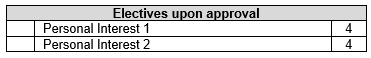 Electives upon approval
Personal Interest 1 4
Personal Interest 2 4